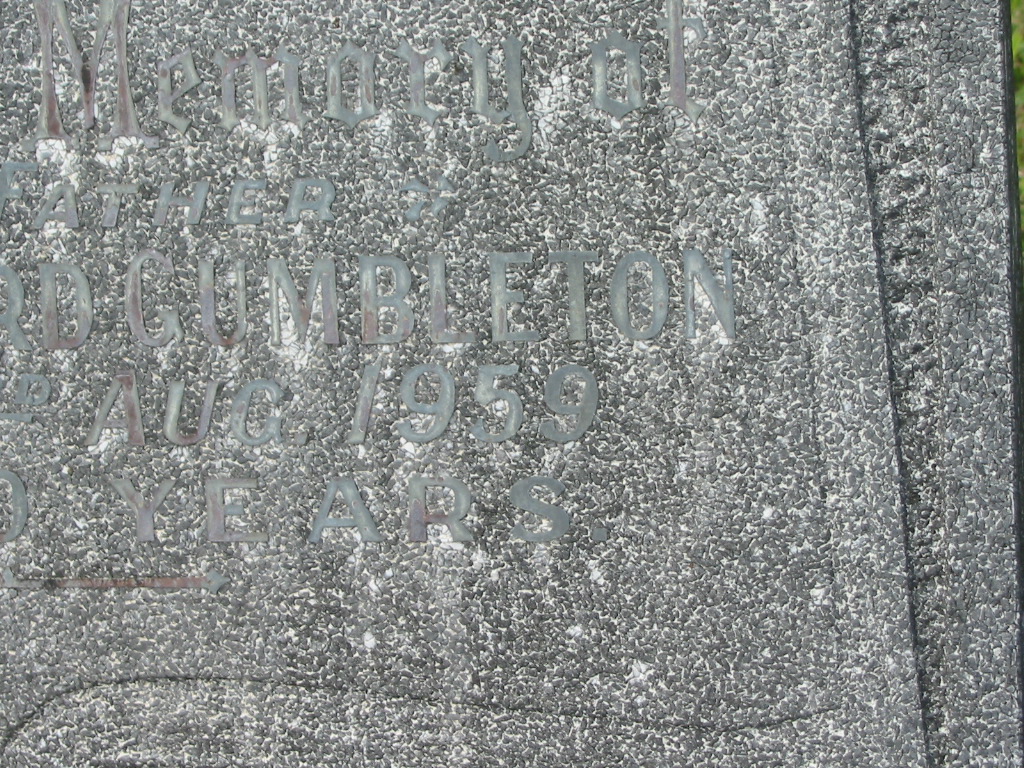 Memory of
FATHER
RD GUMBLETON
D AUG. 1959
YEARS.